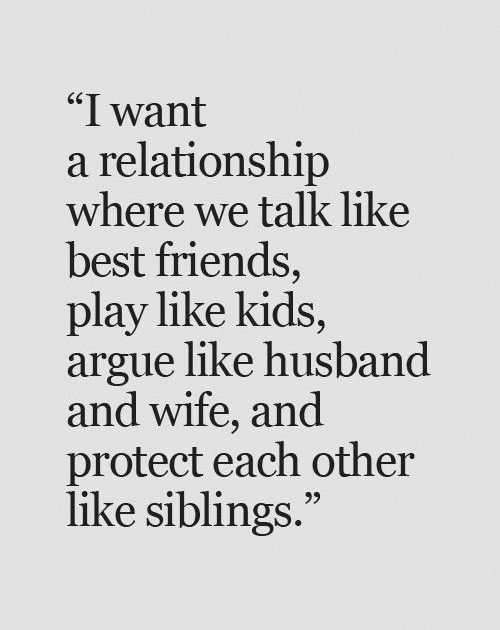 “I want
a relationship
where we talk like
best friends,
play like kids,
argue like husband
and wife, and
protect each other
like siblings.”